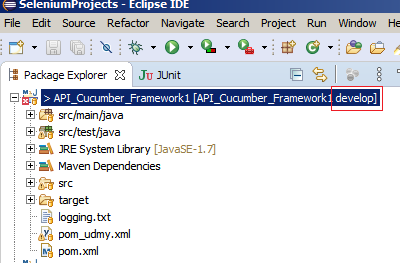 SeleniumProjects - Eclipse IDE
File Edit Source Refactor Navigate Search Project Run Window Help
Package Explorer JUnit
> API_Cucumber_Framework1 [API_Cucumber_Framework1 develop]
src/main/java
src/test/java
JRE System Library [JavaSE-1.7]
Maven Dependencies
src
target
logging.txt
pom_udmy.xml
pom.xml